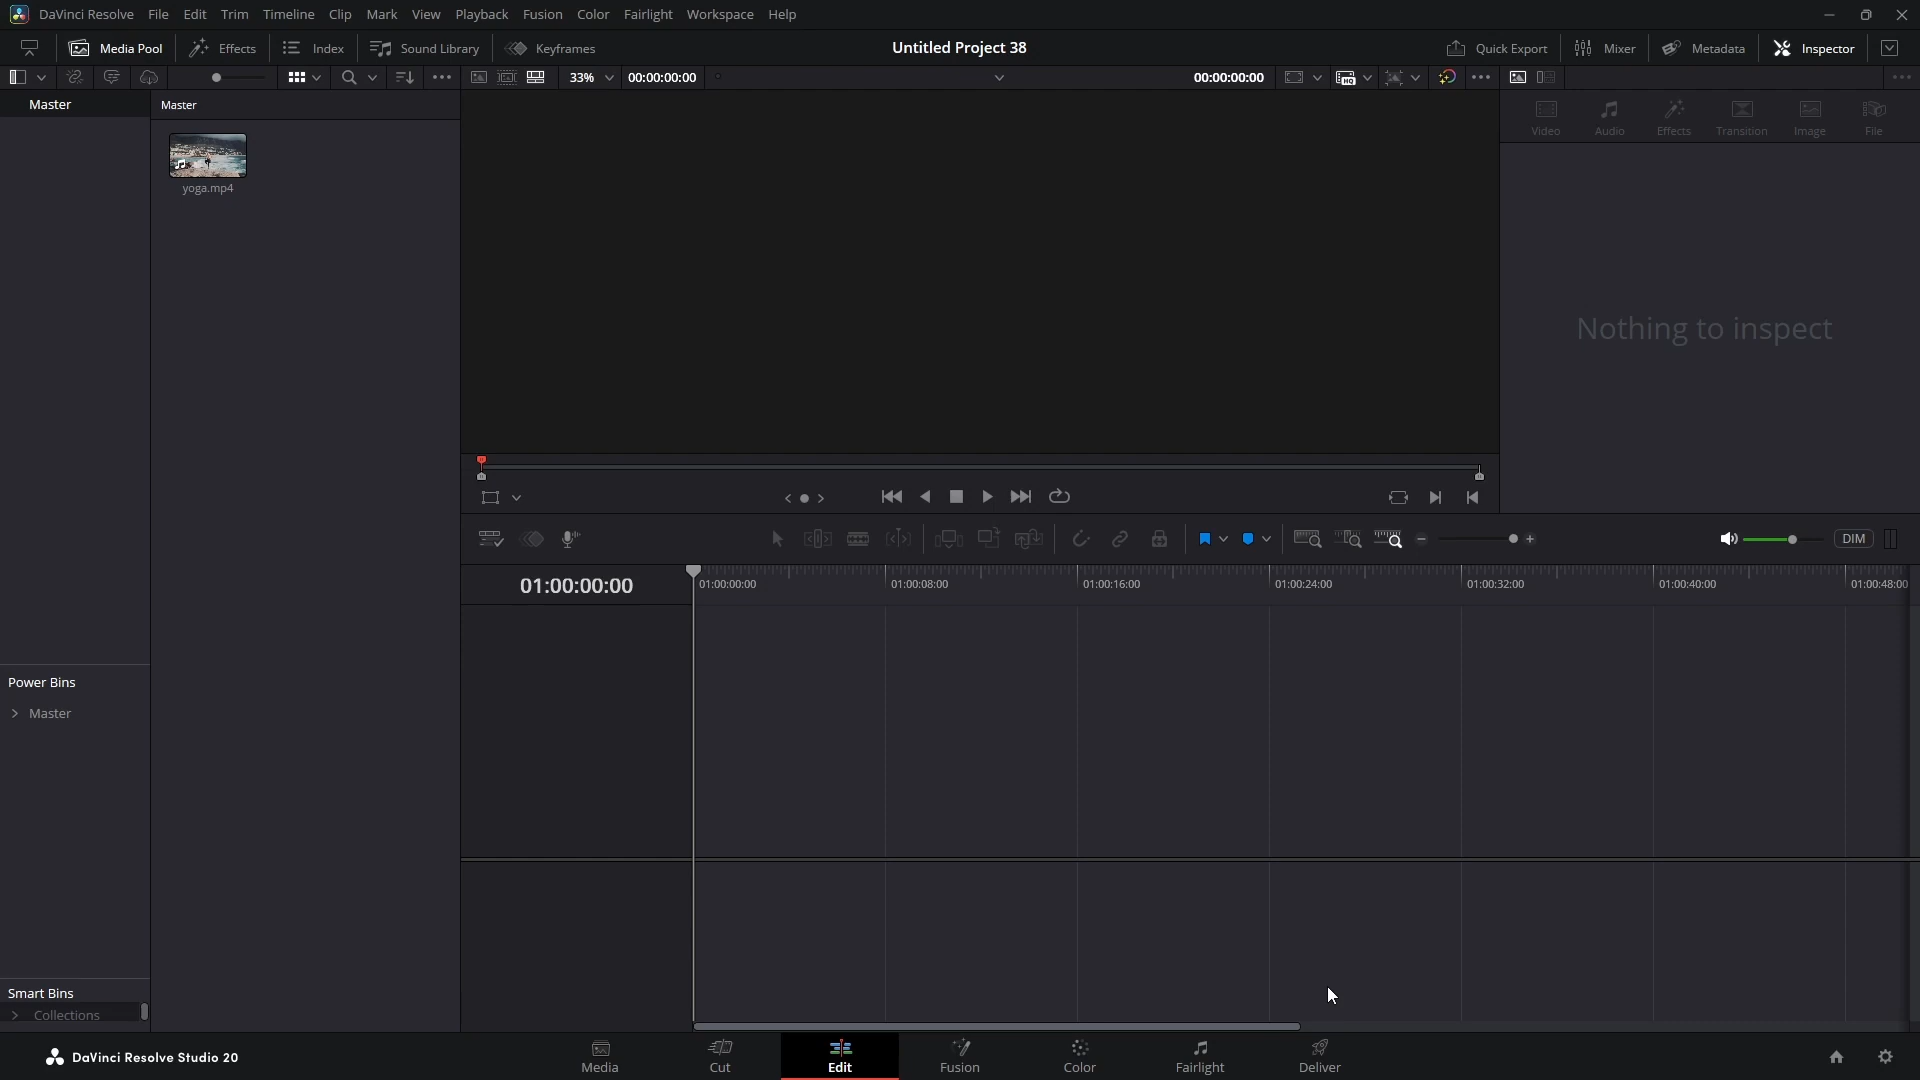 DaVinci Resolve File Edit Trim Timeline Clip Mark View Playback Fusion Color Fairlight Workspace Help
Media Pool Effects Index Sound Library Keyframes Untitled Project 38 Quick Export Mixer Metadata Inspector
33% 00:00:00:00 00:00:00:00
Master Master
Video Audio Effects Transition Image File
yoga.mp4
Nothing to inspect
DIM
01:00:00:00 01:00:00:00 01:00:08:00 01:00:16:00 01:00:24:00 01:00:32:00 01:00:40:00 01:00:48:00
Power Bins
Master
Smart Bins
Collections
DaVinci Resolve Studio 20
Media Cut Edit Fusion Color Fairlight Deliver